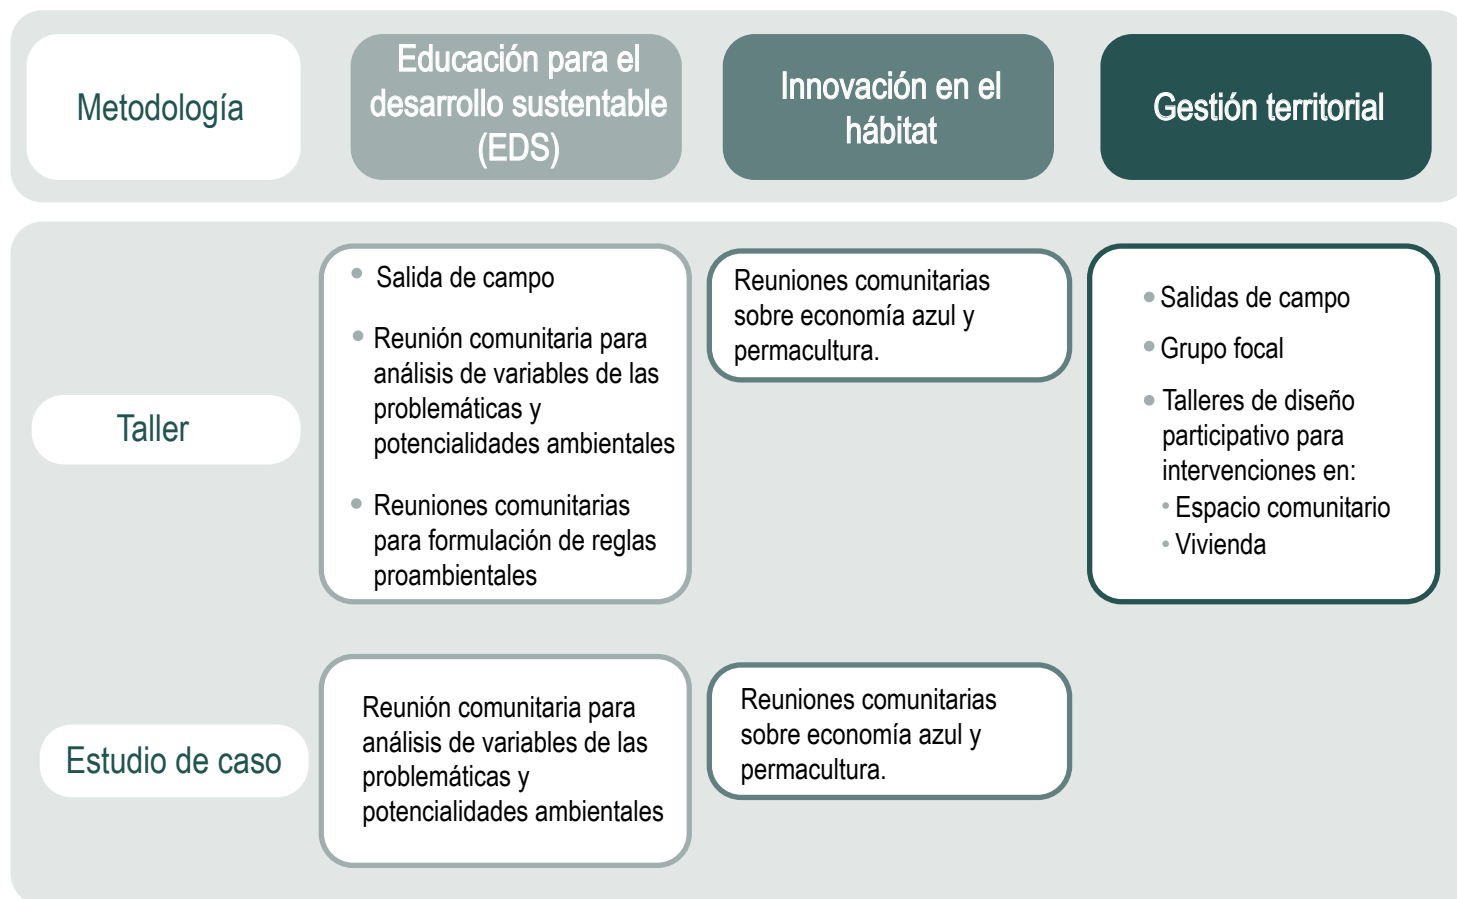 Metodología
Educación para el
desarrollo sustentable
(EDS)
Innovación en el
hábitat
Gestión territorial
Taller
• Salida de campo
• Reunión comunitaria para
análisis de variables de las
problemáticas y
potencialidades ambientales
• Reuniones comunitarias
para formulación de reglas
proambientales
Reuniones comunitarias
sobre economía azul y
permacultura.
• Salidas de campo
• Grupo focal
• Talleres de diseño
participativo para
intervenciones en:
• Espacio comunitario
• Vivienda
Estudio de caso
Reunión comunitaria para
análisis de variables de las
problemáticas y
potencialidades ambientales
Reuniones comunitarias
sobre economía azul y
permacultura.